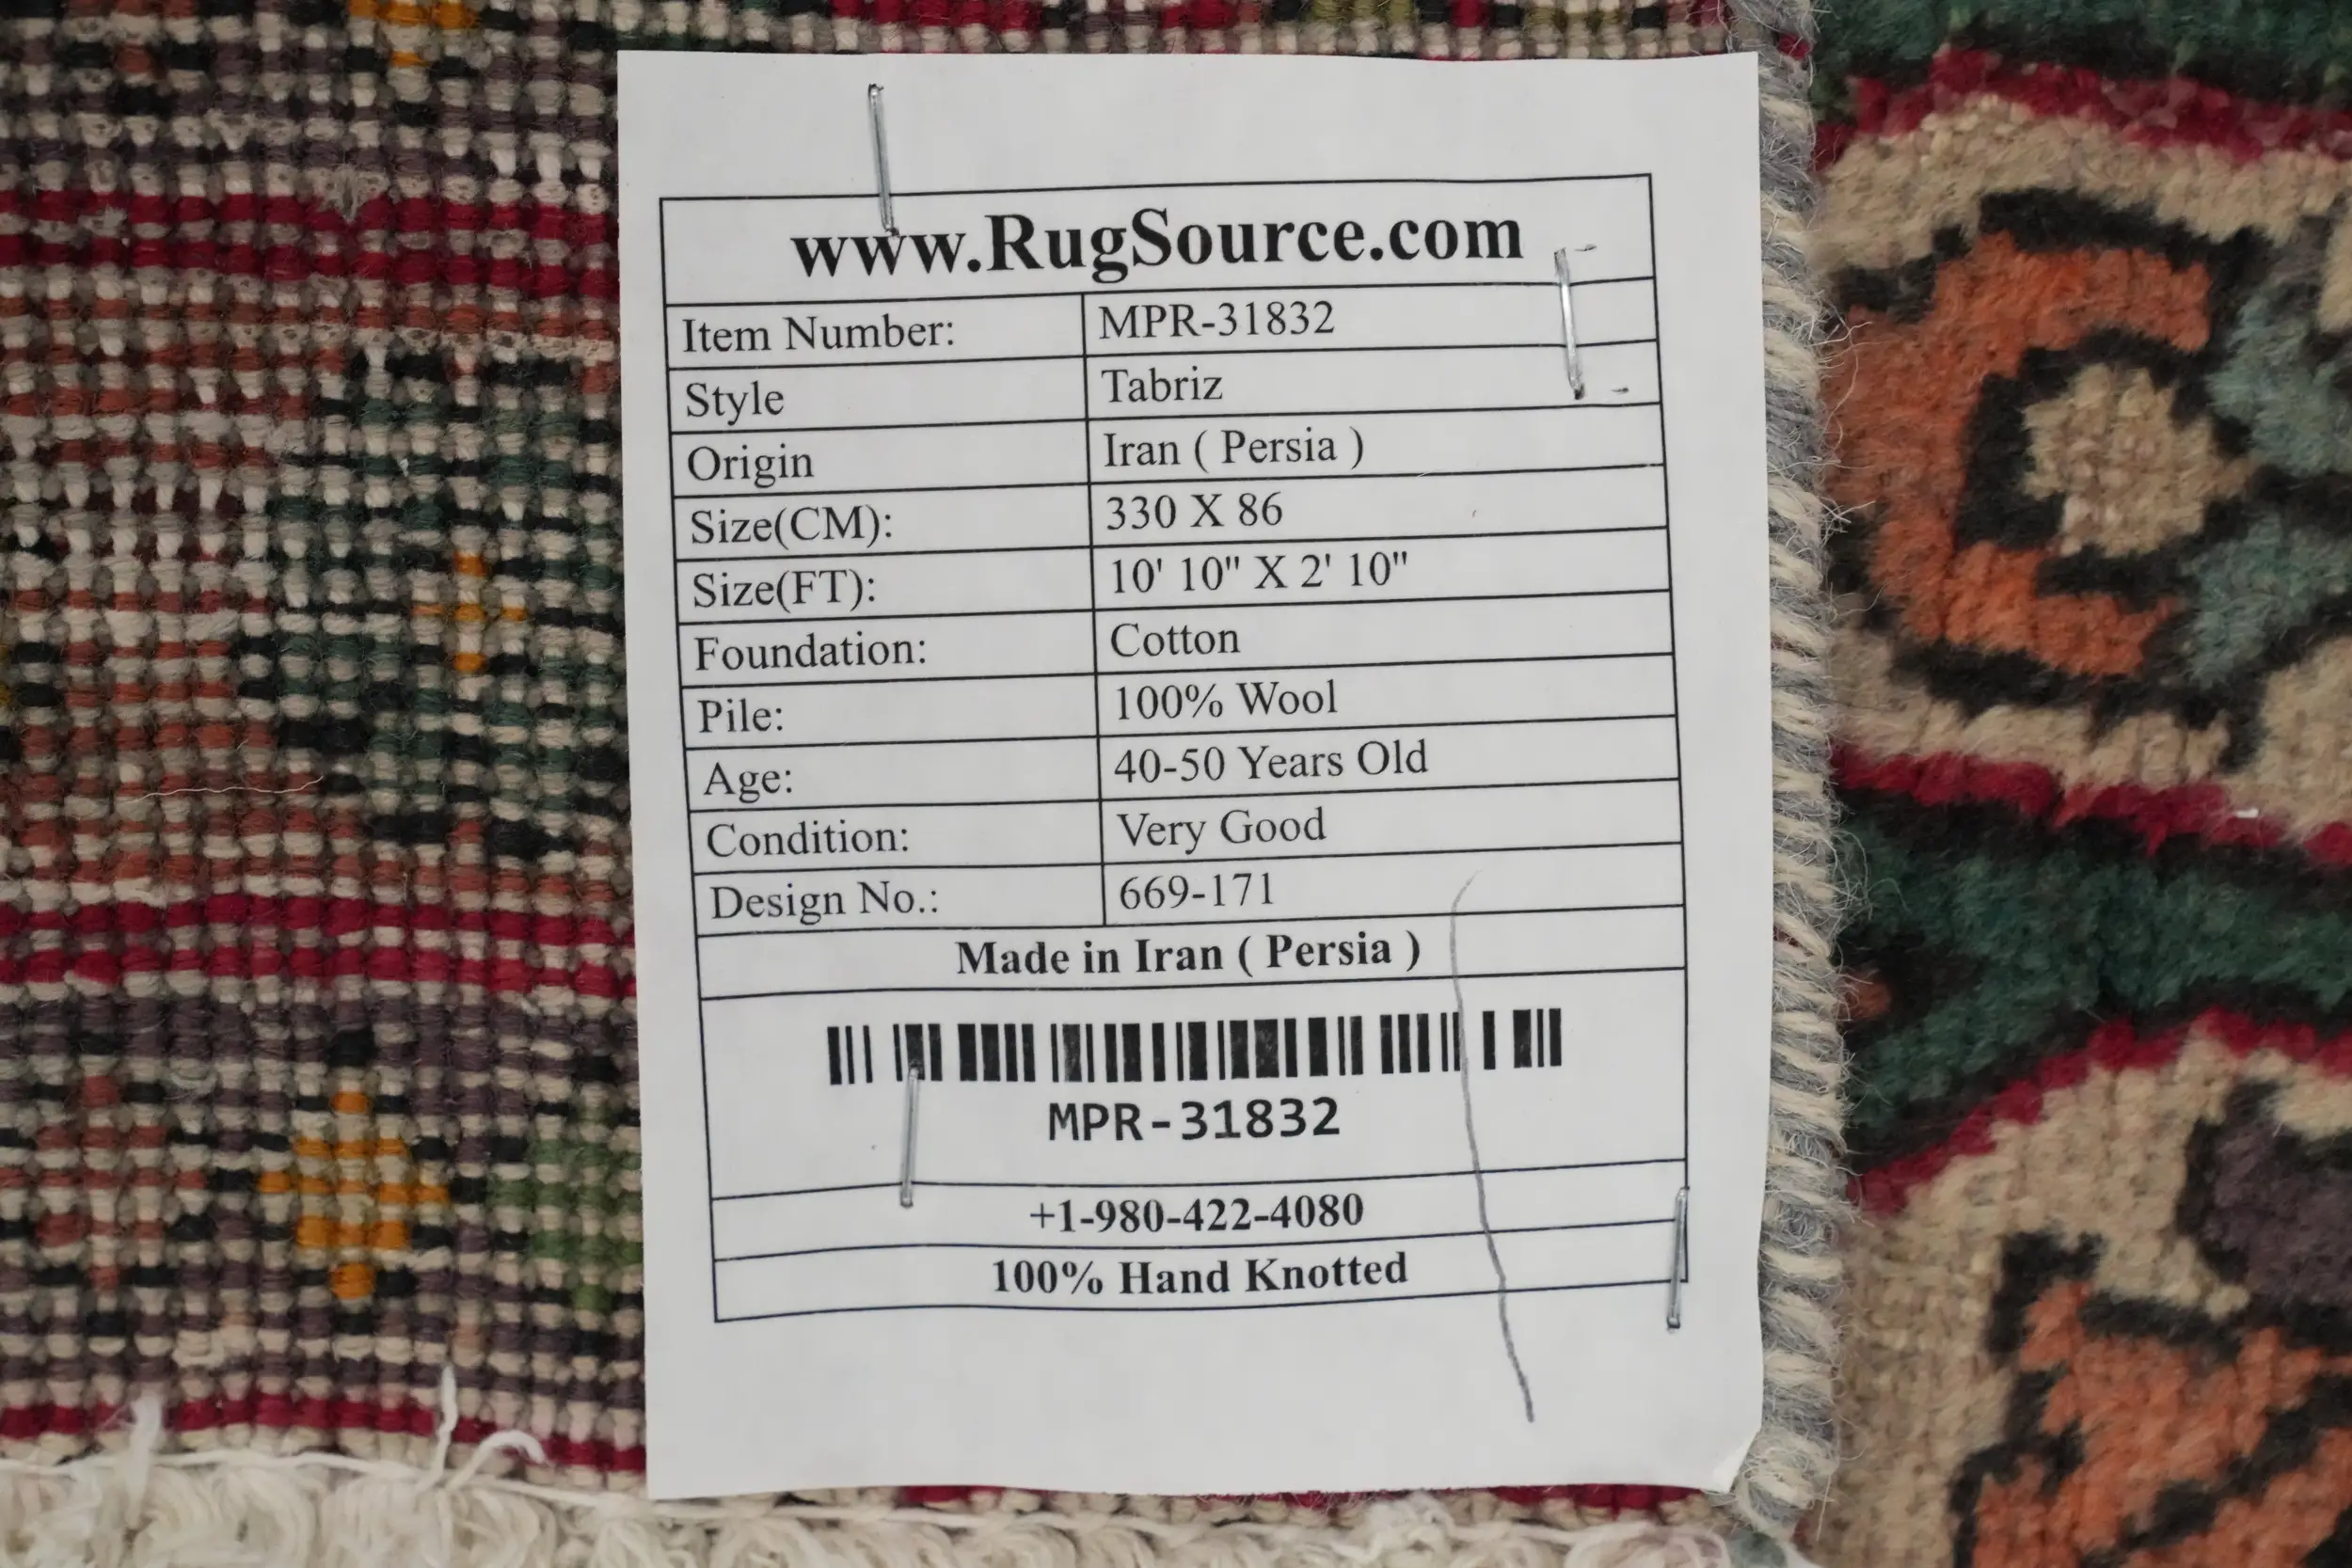 www.RugSource.com
Item Number: MPR-31832
Style Tabriz
Origin Iran ( Persia )
Size(CM): 330 X 86
Size(FT): 10' 10" X 2' 10"
Foundation: Cotton
Pile: 100% Wool
Age: 40-50 Years Old
Condition: Very Good
Design No.: 669-171
Made in Iran ( Persia )
MPR-31832
+1-980-422-4080
100% Hand Knotted